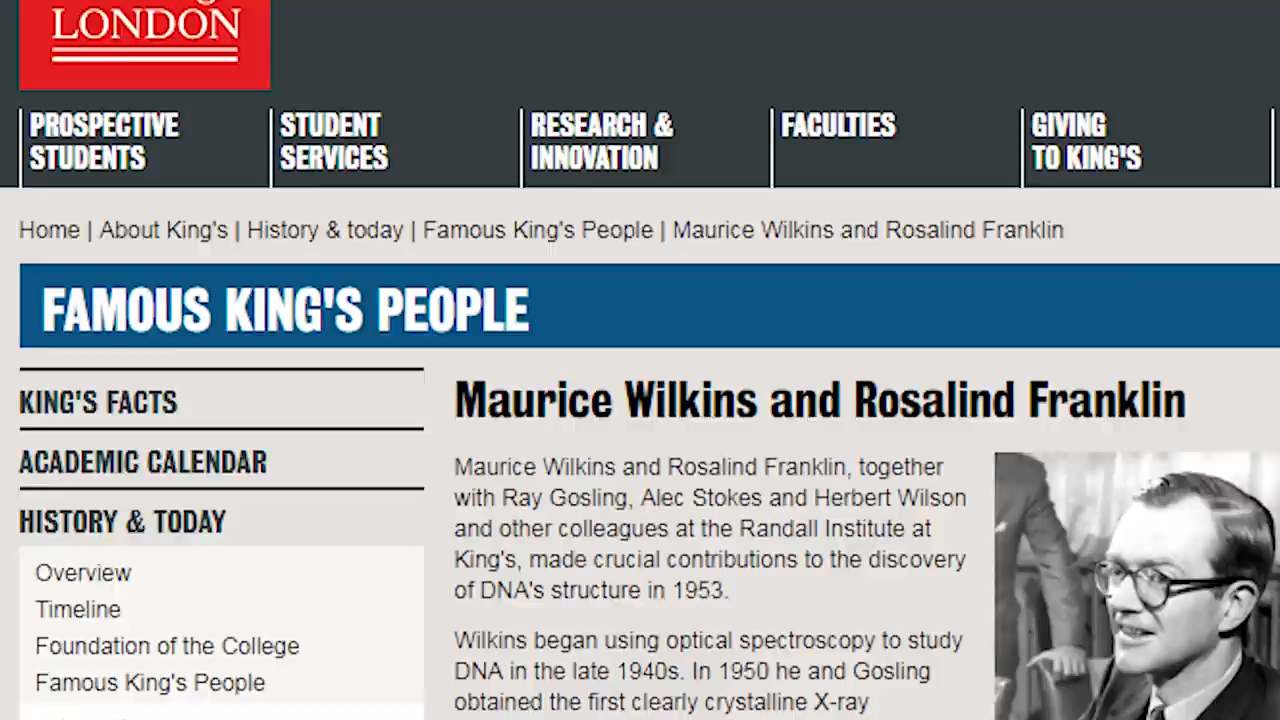 LONDON
PROSPECTIVE
STUDENTS
STUDENT
SERVICES
RESEARCH &
INNOVATION
FACULTIES
GIVING
TO KING'S
Home | About King's | History & today | Famous King's People | Maurice Wilkins and Rosalind Franklin
FAMOUS KING'S PEOPLE
KING'S FACTS
ACADEMIC CALENDAR
HISTORY & TODAY
Overview
Timeline
Foundation of the College
Famous King's People
Maurice Wilkins and Rosalind Franklin
Maurice Wilkins and Rosalind Franklin, together
with Ray Gosling, Alec Stokes and Herbert Wilson
and other colleagues at the Randall Institute at
King's, made crucial contributions to the discovery
of DNA's structure in 1953.
Wilkins began using optical spectroscopy to study
DNA in the late 1940s. In 1950 he and Gosling
obtained the first clearly crystalline X-ray